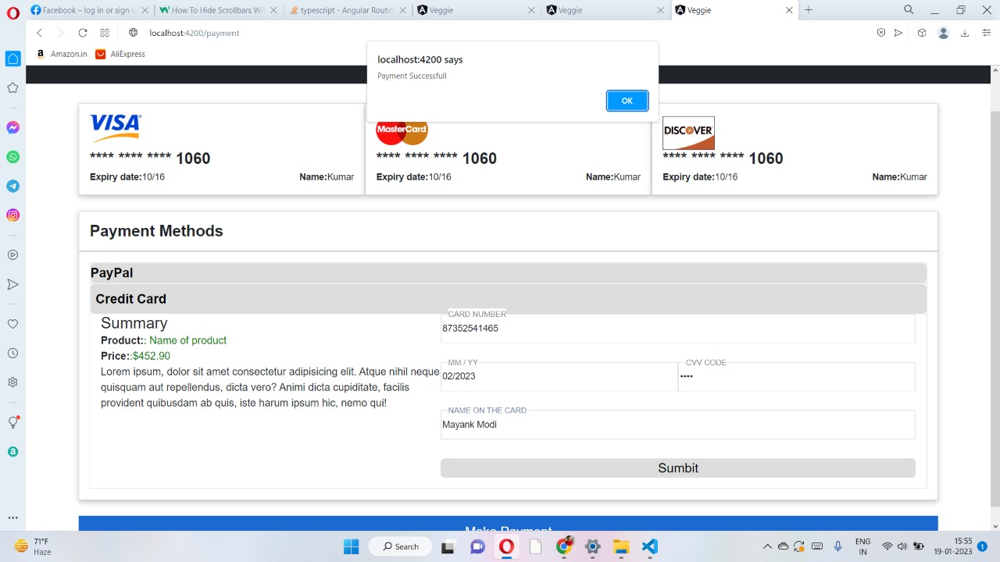 Facebook – log in or sign u
How To Hide Scrollbars Wi
typescript - Angular Routin
Veggie
Veggie
Veggie
localhost:4200/payment
Amazon.in
AliExpress
localhost:4200 says
Payment Successfull
OK
VISA
MasterCard
DISCOVER
**** **** **** 1060
**** **** **** 1060
**** **** **** 1060
Expiry date:10/16
Name:Kumar
Expiry date:10/16
Name:Kumar
Expiry date:10/16
Name:Kumar
Payment Methods
PayPal
Credit Card
Summary
Product:: Name of product
Price::$452.90
Lorem ipsum, dolor sit amet consectetur adipisicing elit. Atque nihil neque
quisquam aut repellendus, dicta vero? Animi dicta cupiditate, facilis
provident quibusdam ab quis, iste harum ipsum hic, nemo qui!
CARD NUMBER
87352541465
MM / YY
02/2023
CVV CODE
••••
NAME ON THE CARD
Mayank Modi
Sumbit
Make Payment
71°F
Haze
Search
ENG
IN
15:55
19-01-2023
1